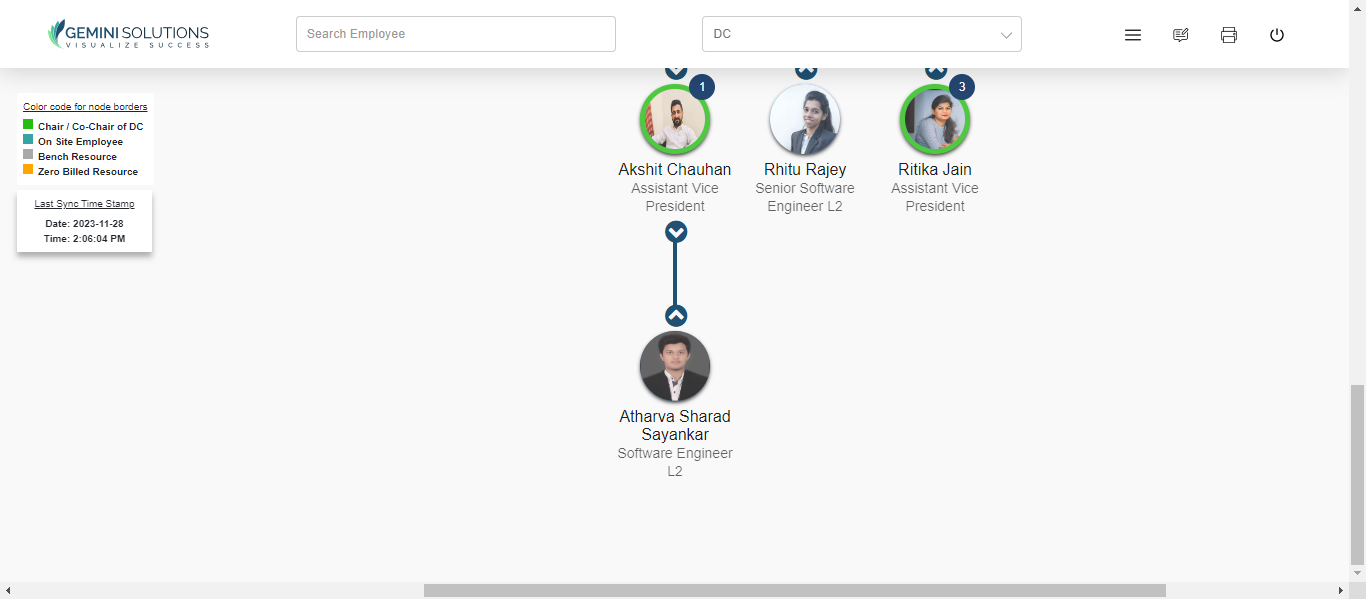 GEMINI SOLUTIONS
VISUALIZE SUCCESS
Search Employee
DC
Color code for node borders
Chair / Co-Chair of DC
On Site Employee
Bench Resource
Zero Billed Resource
Last Sync Time Stamp
Date: 2023-11-28
Time: 2:06:04 PM
1
Akshit Chauhan
Assistant Vice
President
Rhitu Rajey
Senior Software
Engineer L2
3
Ritika Jain
Assistant Vice
President
Atharva Sharad
Sayankar
Software Engineer
L2